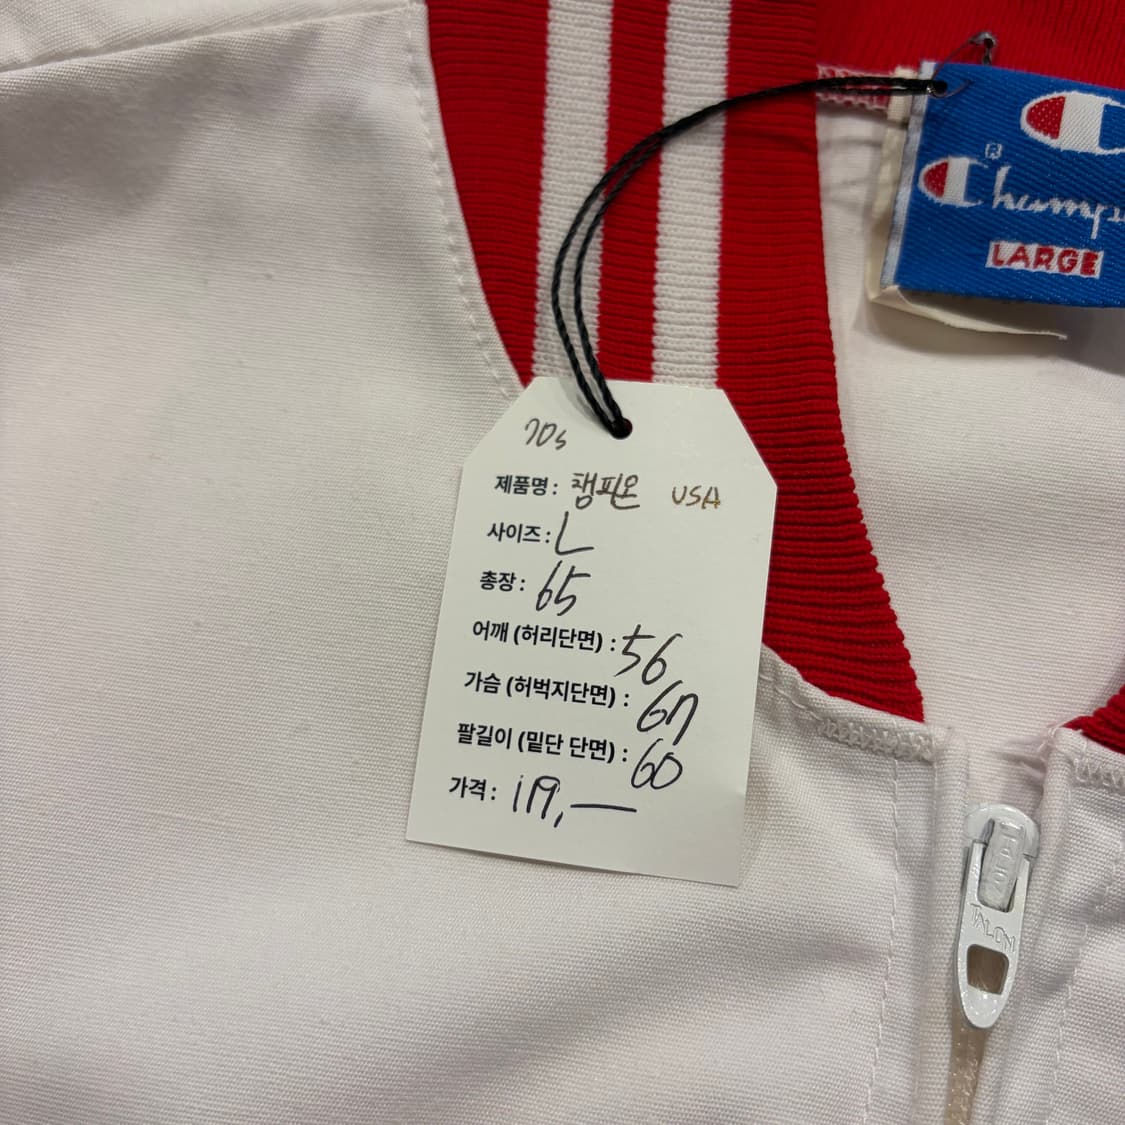 ®
Champ
LARGE
70s
제품명 : 챔피온 USA
사이즈 : L
총장 : 65
어깨 (허리단면) : 56
가슴 (허벅지단면) : 67
팔길이 (밑단 단면) : 60
가격 : 119,—
TALON
TALON